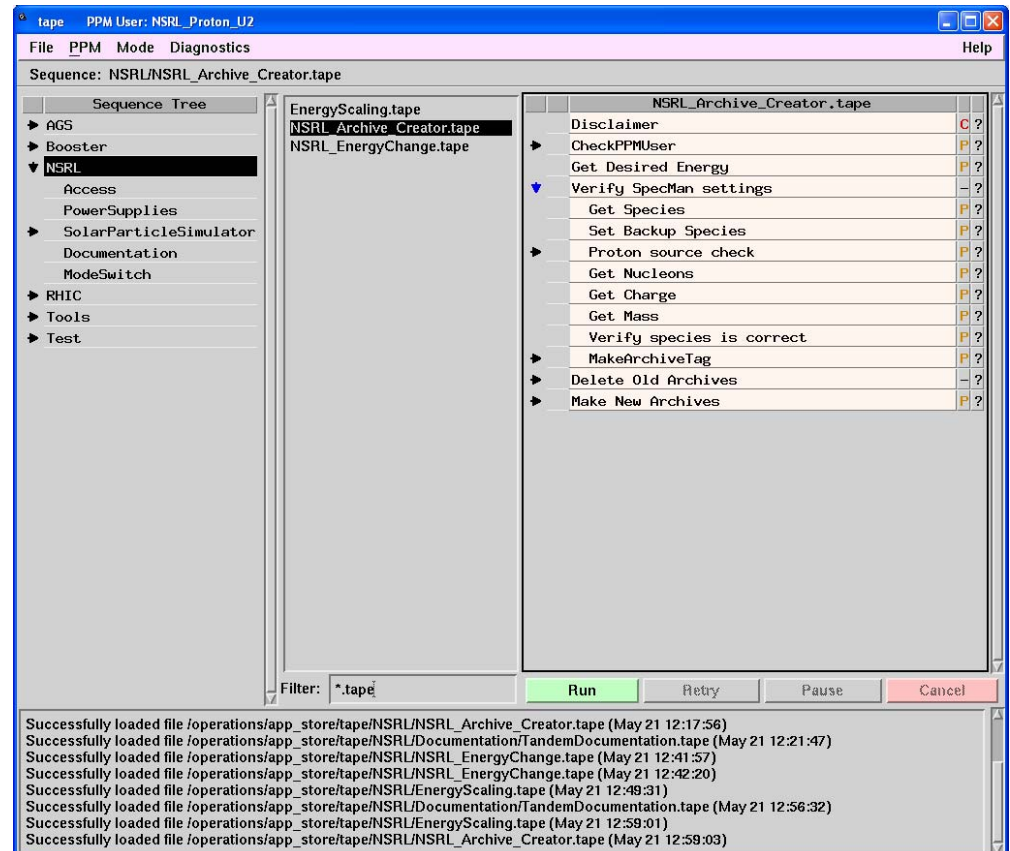 tape PPM User: NSRL_Proton_U2
File PPM Mode Diagnostics Help
Sequence: NSRL/NSRL_Archive_Creator.tape
Sequence Tree
AGS
Booster
NSRL
Access
PowerSupplies
SolarParticleSimulator
Documentation
ModeSwitch
RHIC
Tools
Test
EnergyScaling.tape
NSRL_Archive_Creator.tape
NSRL_EnergyChange.tape
Filter: *.tape
NSRL_Archive_Creator.tape
Disclaimer C ?
CheckPPMUser P ?
Get Desired Energy P ?
Verify SpecMan settings – ?
Get Species P ?
Set Backup Species P ?
Proton source check P ?
Get Nucleons P ?
Get Charge P ?
Get Mass P ?
Verify species is correct P ?
MakeArchiveTag P ?
Delete Old Archives – ?
Make New Archives P ?
Run Retry Pause Cancel
Successfully loaded file /operations/app_store/tape/NSRL/NSRL_Archive_Creator.tape (May 21 12:17:56)
Successfully loaded file /operations/app_store/tape/NSRL/Documentation/TandemDocumentation.tape (May 21 12:21:47)
Successfully loaded file /operations/app_store/tape/NSRL/NSRL_EnergyChange.tape (May 21 12:41:57)
Successfully loaded file /operations/app_store/tape/NSRL/NSRL_EnergyChange.tape (May 21 12:42:20)
Successfully loaded file /operations/app_store/tape/NSRL/EnergyScaling.tape (May 21 12:49:31)
Successfully loaded file /operations/app_store/tape/NSRL/Documentation/TandemDocumentation.tape (May 21 12:56:32)
Successfully loaded file /operations/app_store/tape/NSRL/EnergyScaling.tape (May 21 12:59:01)
Successfully loaded file /operations/app_store/tape/NSRL/NSRL_Archive_Creator.tape (May 21 12:59:03)